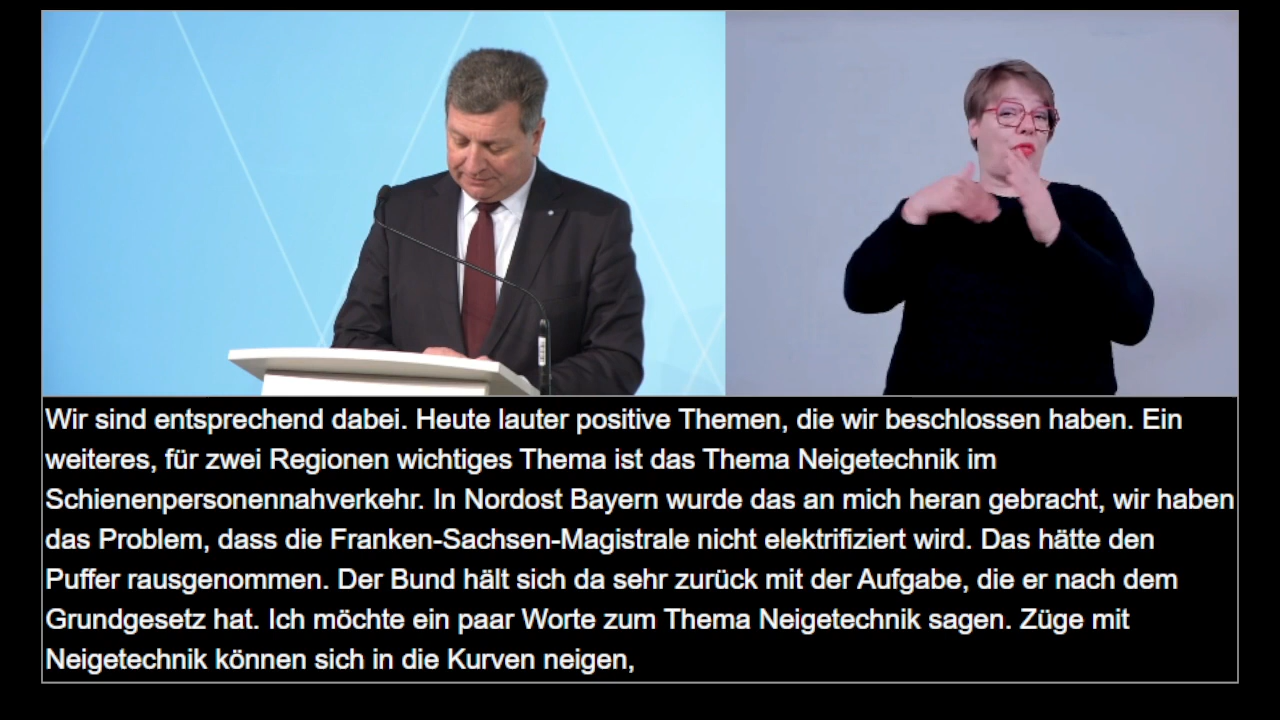 Wir sind entsprechend dabei. Heute lauter positive Themen, die wir beschlossen haben. Ein
weiteres, für zwei Regionen wichtiges Thema ist das Thema Neigetechnik im
Schienenpersonennahverkehr. In Nordost Bayern wurde das an mich heran gebracht, wir haben
das Problem, dass die Franken-Sachsen-Magistrale nicht elektrifiziert wird. Das hätte den
Puffer rausgenommen. Der Bund hält sich da sehr zurück mit der Aufgabe, die er nach dem
Grundgesetz hat. Ich möchte ein paar Worte zum Thema Neigetechnik sagen. Züge mit
Neigetechnik können sich in die Kurven neigen,